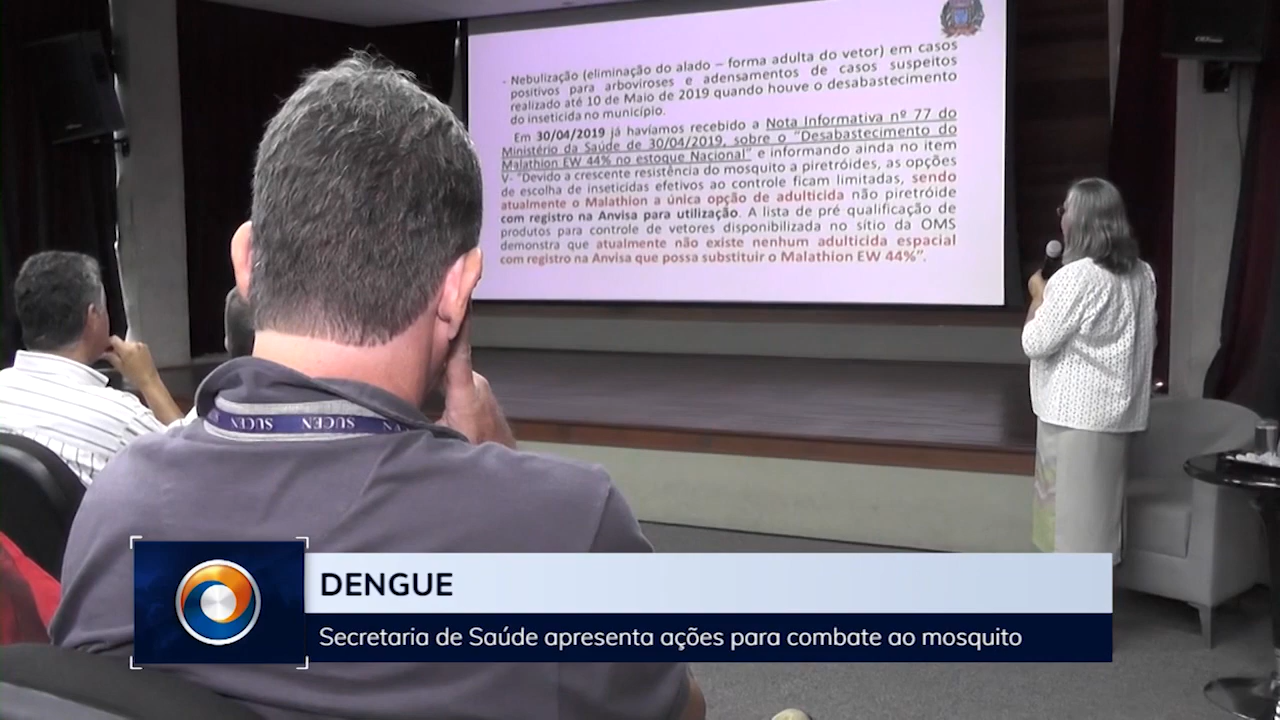 - Nebulização (eliminação do alado – forma adulta do vetor) em casos
positivos para arboviroses e adensamentos de casos suspeitos
realizado até 10 de Maio de 2019 quando houve o desabastecimento
do inseticida no município.
Em 30/04/2019 já havíamos recebido a Nota Informativa nº 77 do
Ministério da Saúde de 30/04/2019, sobre o “Desabastecimento do
Malathion EW 44% no estoque Nacional” e informando ainda no item
V- “Devido a crescente resistência do mosquito a piretróides, as opções
de escolha de inseticidas efetivos ao controle ficam limitadas, sendo
atualmente o Malathion a única opção de adulticida não piretróide
com registro na Anvisa para utilização. A lista de pré qualificação de
produtos para controle de vetores disponibilizada no sítio da OMS
demonstra que atualmente não existe nenhum adulticida espacial
com registro na Anvisa que possa substituir o Malathion EW 44%”.
SUCEN SUCEN
DENGUE
Secretaria de Saúde apresenta ações para combate ao mosquito